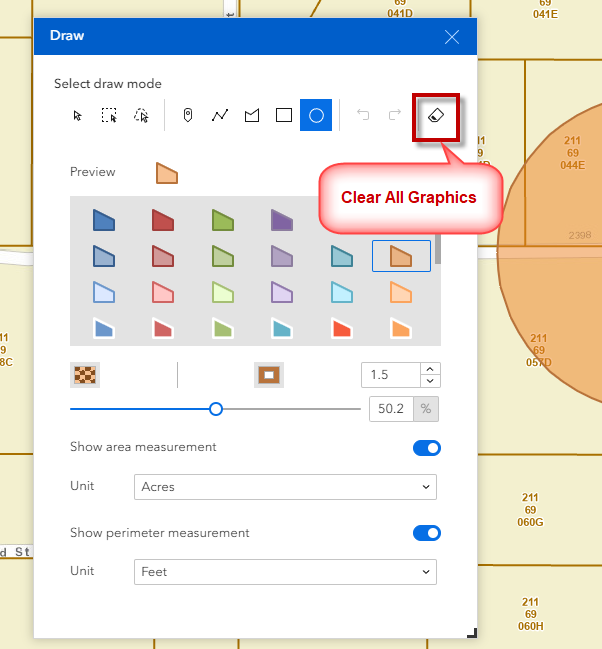 69
041D
69
041E
Draw
Select draw mode
Clear All Graphics
211
69
044E
Preview
2398
1.5
211
69
057D
50.2 %
Show area measurement
Unit Acres
211
69
060G
Show perimeter measurement
d St
Unit Feet
211
69
060H